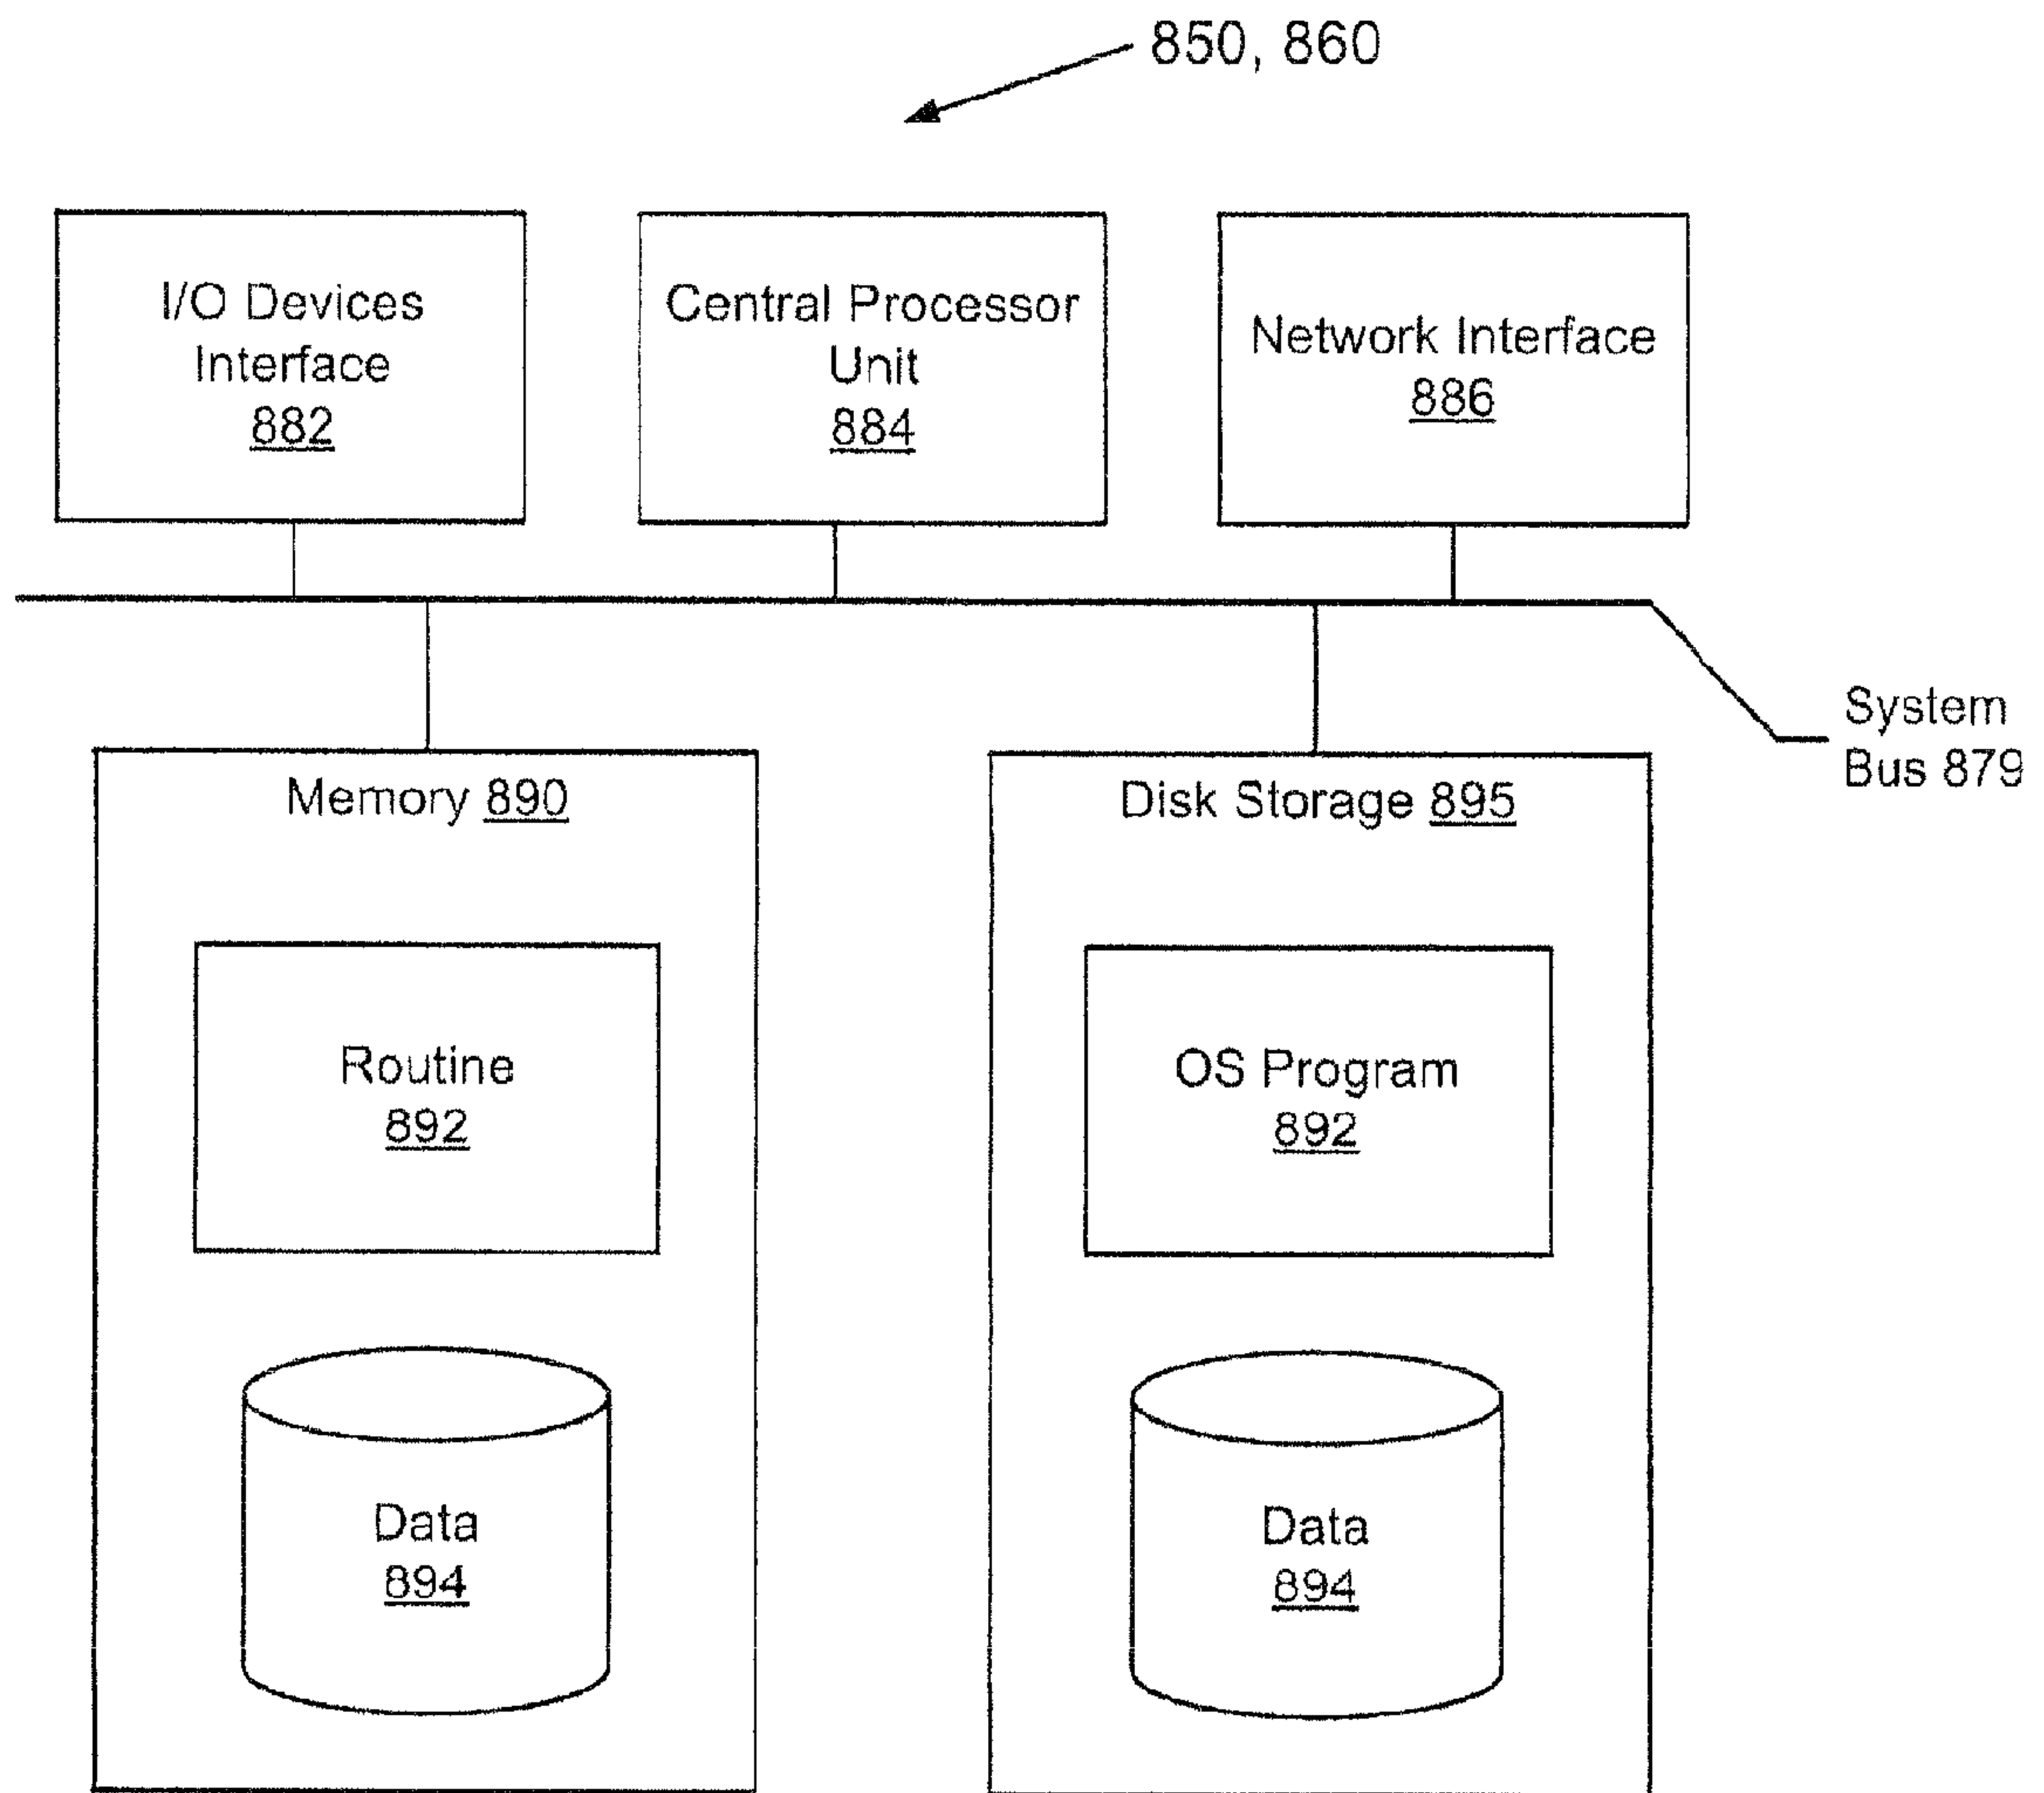 850, 860
I/O Devices
Interface
882
Central Processor
Unit
884
Network Interface
886
System
Bus 879
Memory 890
Routine
892
Data
894
Disk Storage 895
OS Program
892
Data
894